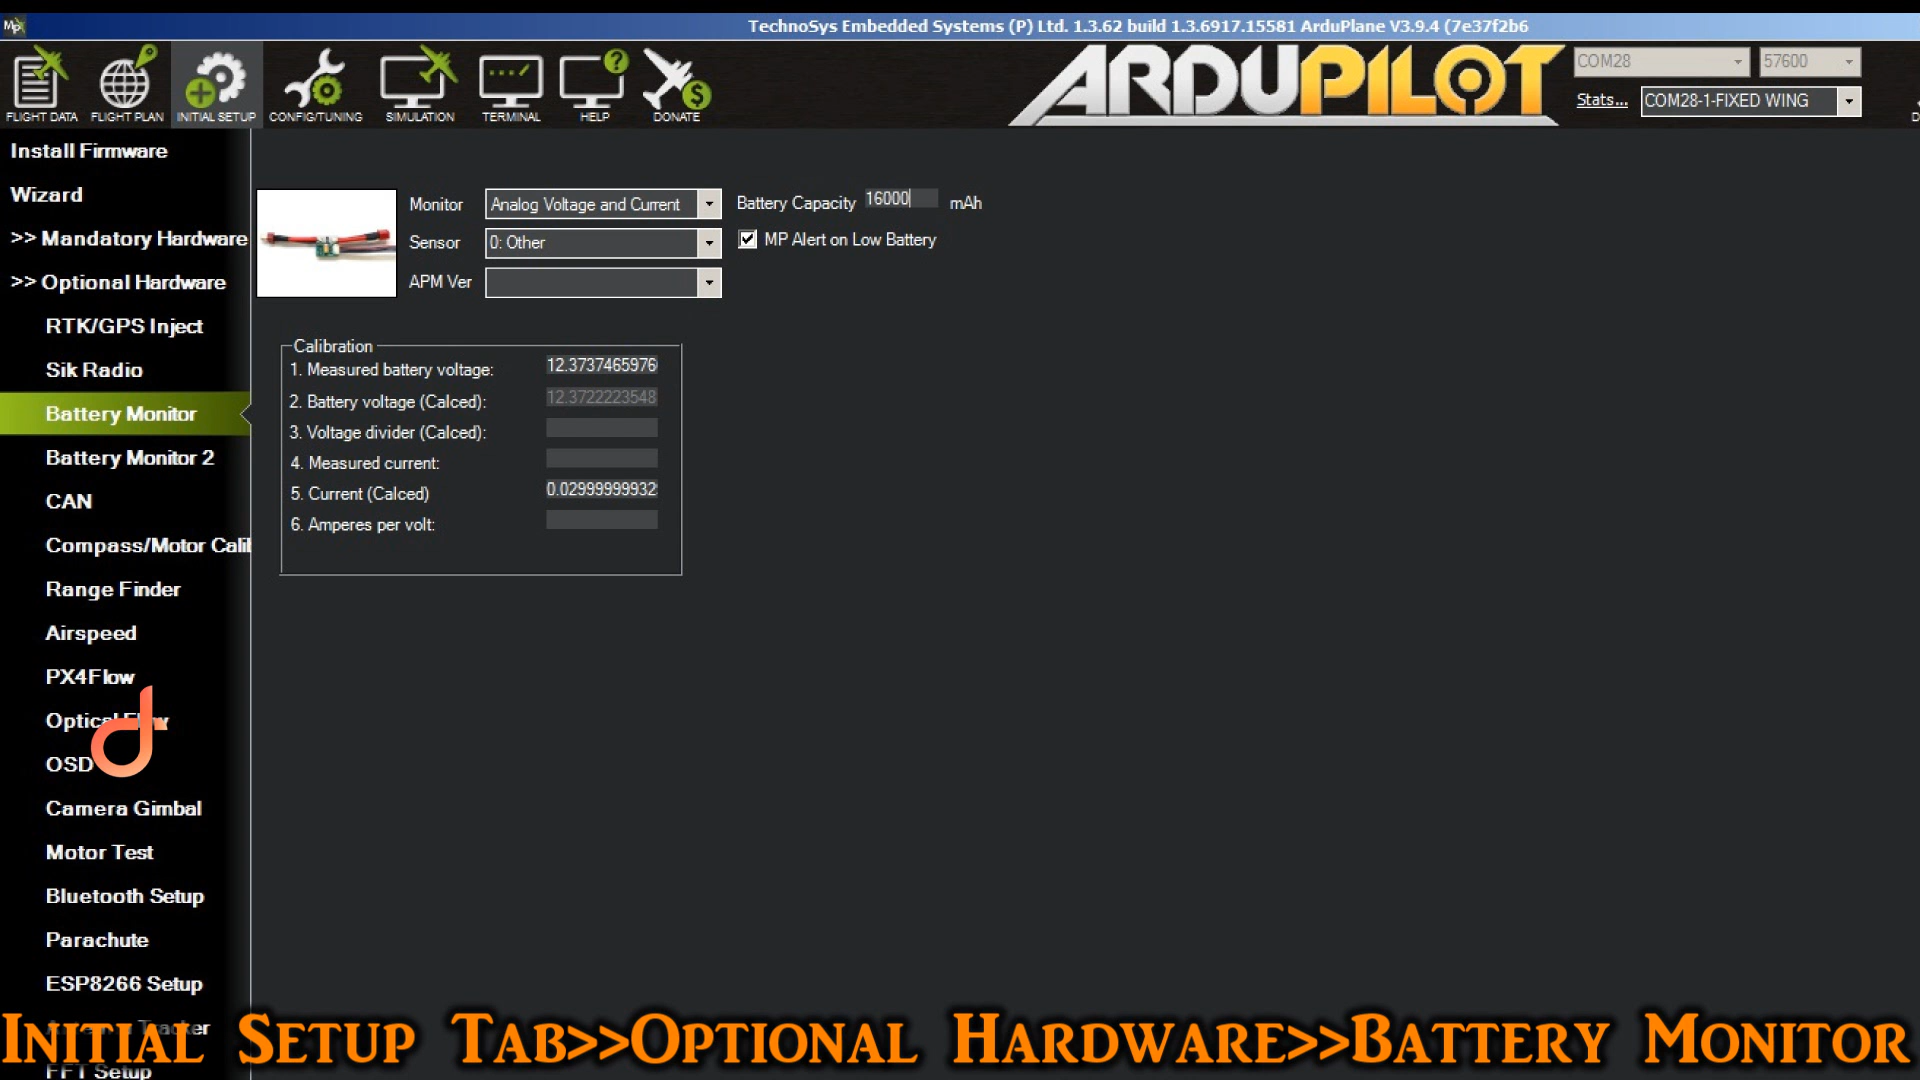 TechnoSys Embedded Systems (P) Ltd. 1.3.62 build 1.3.6917.15581 ArduPlane V3.9.4 (7e37f2b6
FLIGHT DATA
FLIGHT PLAN
INITIAL SETUP
CONFIG/TUNING
SIMULATION
TERMINAL
HELP
DONATE
ARDUPILOT
COM28
57600
Stats...
COM28-1-FIXED WING
Install Firmware
Wizard
>> Mandatory Hardware
>> Optional Hardware
RTK/GPS Inject
Sik Radio
Battery Monitor
Battery Monitor 2
CAN
Compass/Motor Calib
Range Finder
Airspeed
PX4Flow
Optical Flow
OSD
Camera Gimbal
Motor Test
Bluetooth Setup
Parachute
ESP8266 Setup
FFT Setup
Monitor
Analog Voltage and Current
Battery Capacity
16000
mAh
Sensor
0: Other
MP Alert on Low Battery
APM Ver
Calibration
1. Measured battery voltage:
12.3737465976
2. Battery voltage (Calced):
12.3722223548
3. Voltage divider (Calced):
4. Measured current:
5. Current (Calced)
0.02999999932
6. Amperes per volt:
INITIAL SETUP TAB>>OPTIONAL HARDWARE>>BATTERY MONITOR